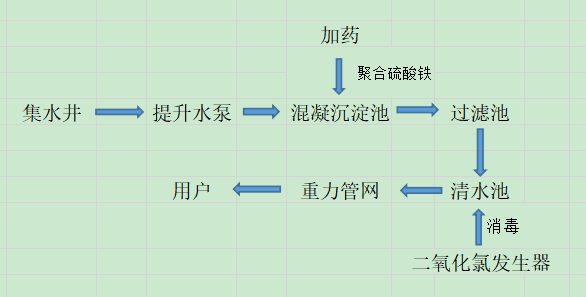 加药
聚合硫酸铁
集水井 提升水泵 混凝沉淀池 过滤池
用户 重力管网 清水池
消毒
二氧化氯发生器